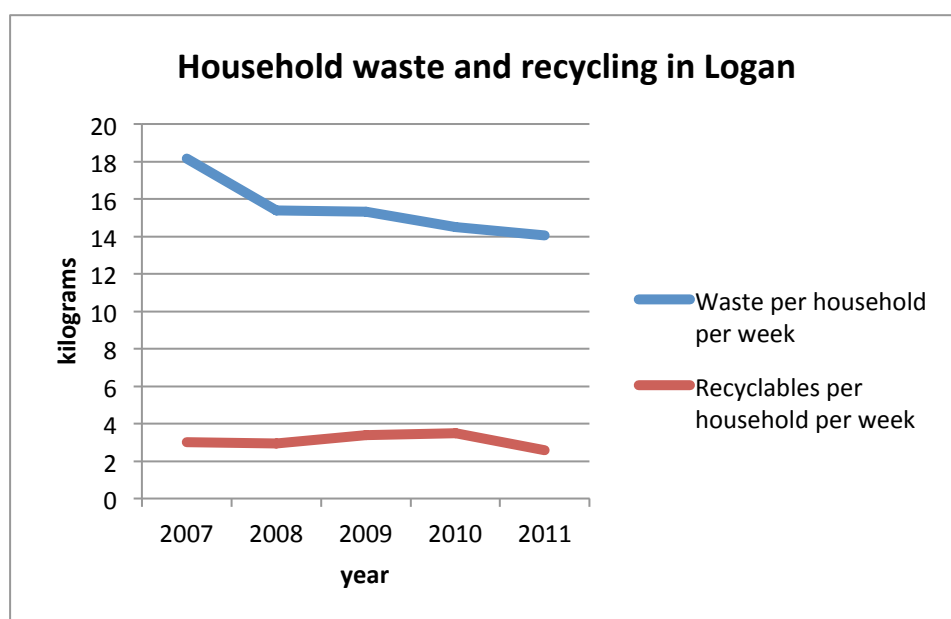 Household waste and recycling in Logan
20
18
16
14
12
10
8
6
4
2
0
kilograms
2007 2008 2009 2010 2011
year
Waste per household
per week
Recyclables per
household per week